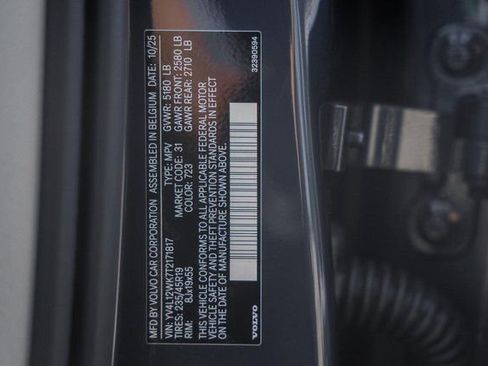 MFD BY VOLVO CAR CORPORATION ASSEMBLED IN BELGIUM DATE: 10/25
GVWR: 5180 LB
GAWR FRONT: 2580 LB
GAWR REAR: 2710 LB
VIN: YV4L12WK7T2171817 TYPE: MPV
TIRES: 235/45R19 MARKET CODE: 31
RIM: 8Jx19x55 COLOR: 723
THIS VEHICLE CONFORMS TO ALL APPLICABLE FEDERAL MOTOR
VEHICLE SAFETY AND THEFT PREVENTION STANDARDS IN EFFECT
ON THE DATE OF MANUFACTURE SHOWN ABOVE.
VOLVO
32390594